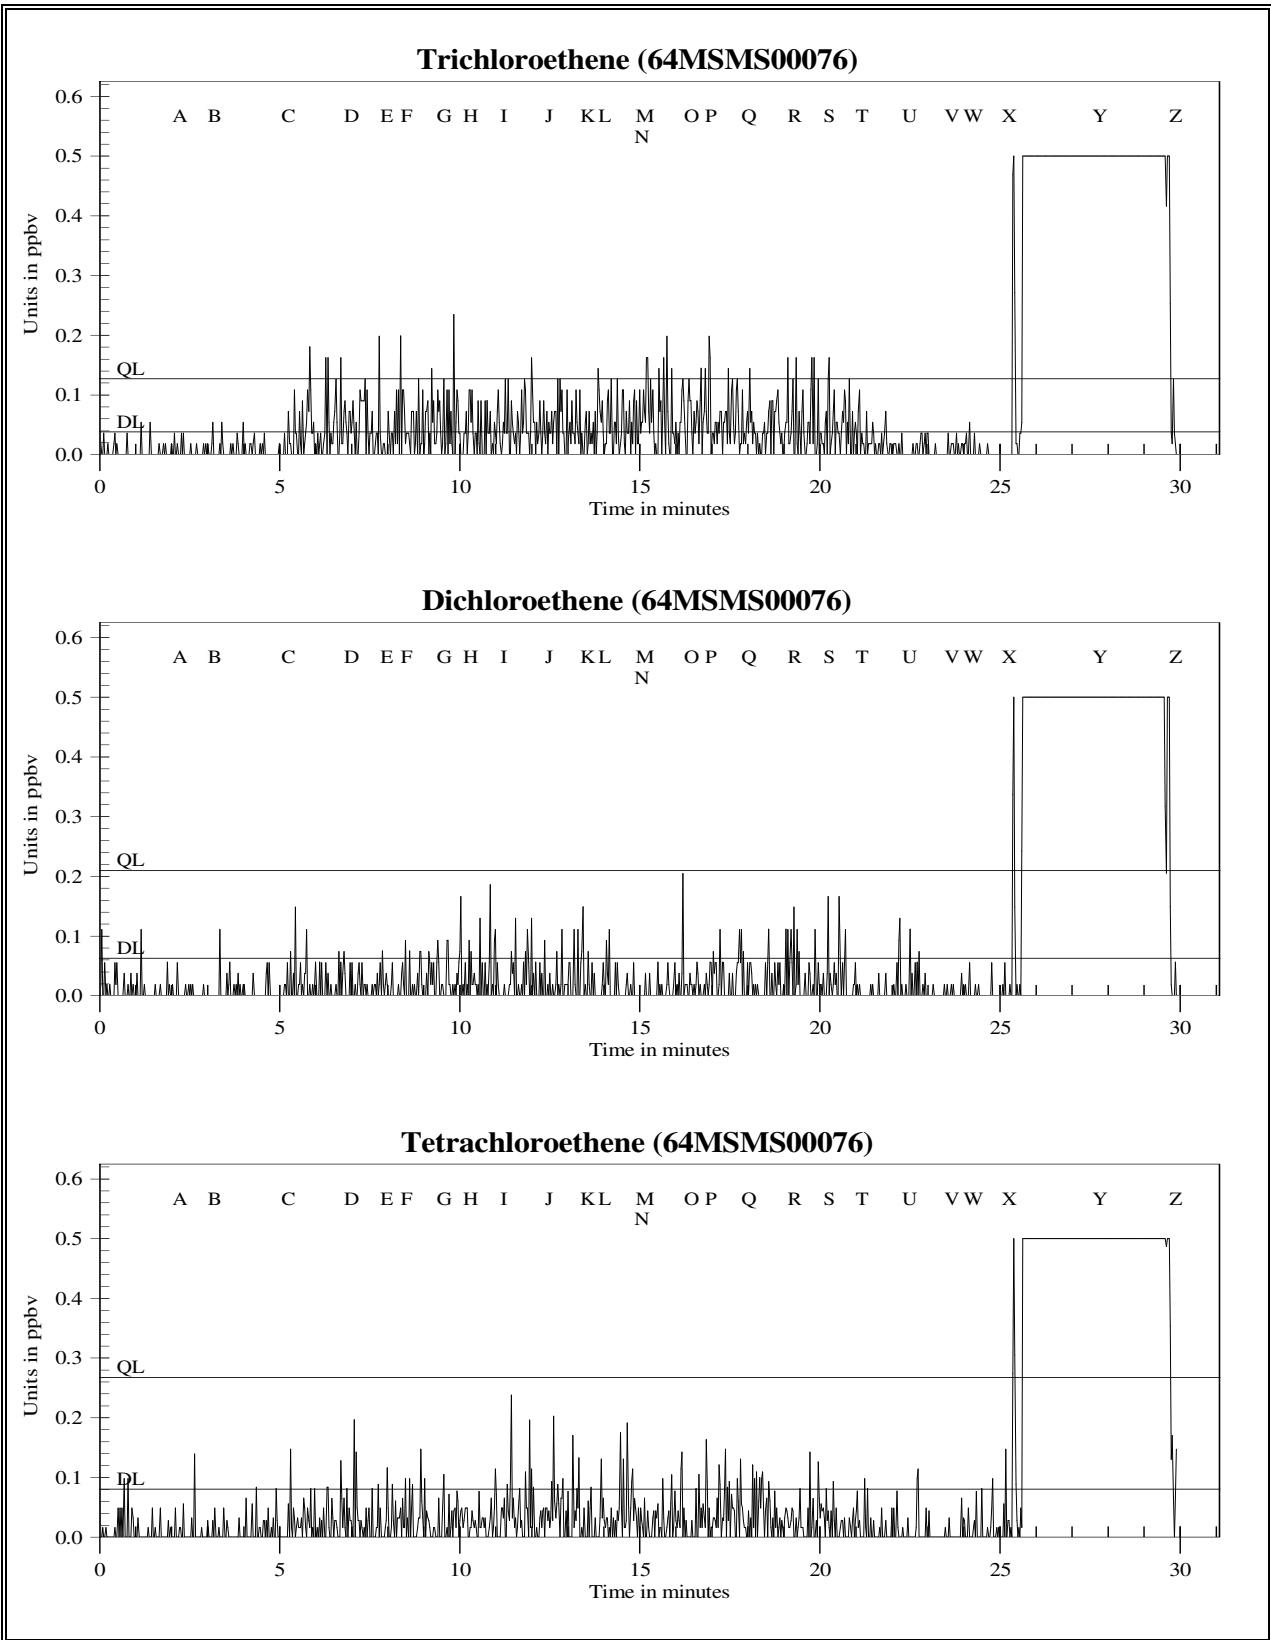 Trichloroethene (64MSMS00076)
0.6
A B C D E F G H I J K L M O P Q R S T U V W X Y Z
N
0.5
0.4
0.3
0.2
QL
0.1
DL
0.0
Units in ppbv
0 5 10 15 20 25 30
Time in minutes
Dichloroethene (64MSMS00076)
0.6
A B C D E F G H I J K L M O P Q R S T U V W X Y Z
N
0.5
0.4
0.3
QL
0.2
0.1
DL
0.0
Units in ppbv
0 5 10 15 20 25 30
Time in minutes
Tetrachloroethene (64MSMS00076)
0.6
A B C D E F G H I J K L M O P Q R S T U V W X Y Z
N
0.5
0.4
0.3
QL
0.2
0.1
DL
0.0
Units in ppbv
0 5 10 15 20 25 30
Time in minutes